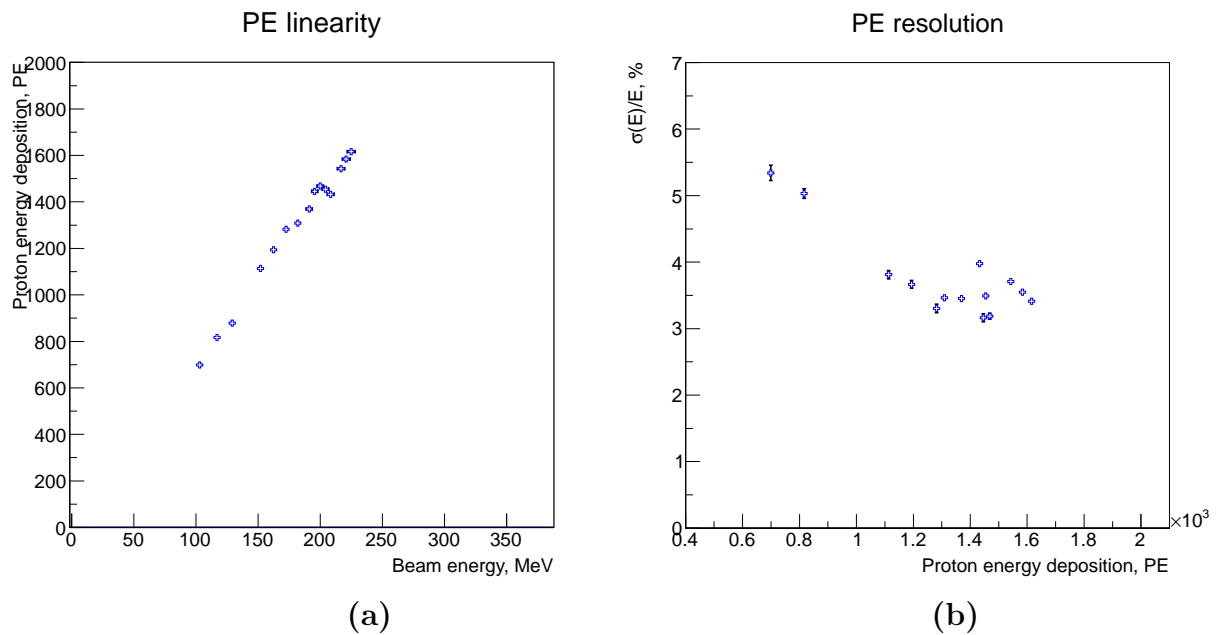 PE linearity
Proton energy deposition, PE
2000
1800
1600
1400
1200
1000
800
600
400
200
0
0 50 100 150 200 250 300 350
Beam energy, MeV
(a)
PE resolution
σ(E)/E, %
7
6
5
4
3
2
1
0
0.4 0.6 0.8 1 1.2 1.4 1.6 1.8 2
×10³
Proton energy deposition, PE
(b)